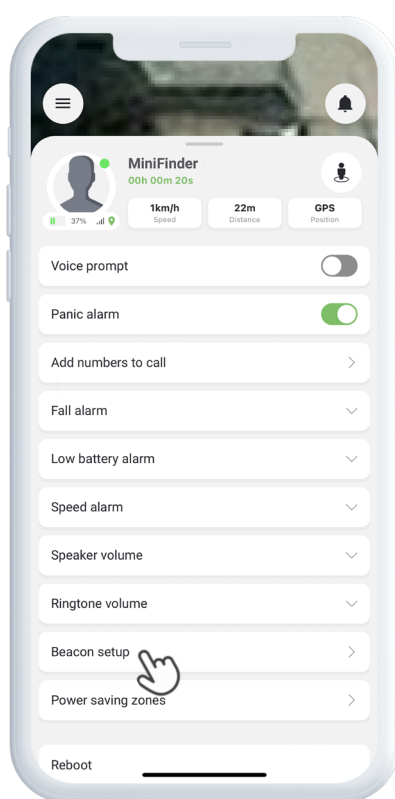 MiniFinder
00h 00m 20s
37%
1km/h
Speed
22m
Distance
GPS
Position
Voice prompt
Panic alarm
Add numbers to call
Fall alarm
Low battery alarm
Speed alarm
Speaker volume
Ringtone volume
Beacon setup
Power saving zones
Reboot